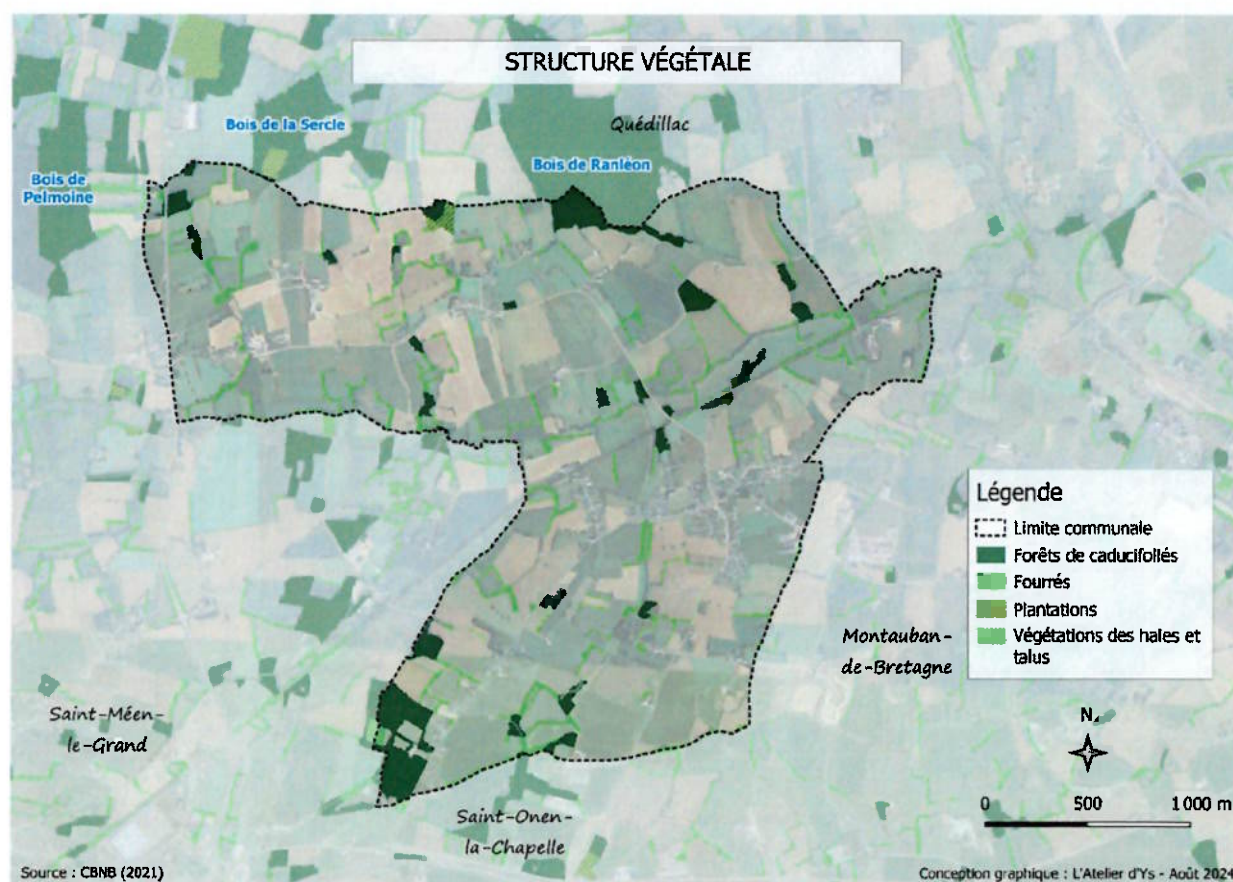 STRUCTURE VÉGÉTALE
Bois de la Sercle
Quédillac
Bois de Ranléon
Bois de
Pelmoine
Légende
Limite communale
Forêts de caducifoliés
Fourrés
Plantations
Végétations des haies et
talus
Montauban-
de-Bretagne
Saint-Méen-
le-Grand
Saint-Onen-
la-Chapelle
N
0 500 1 000 m
Source : CBNB (2021)
Conception graphique : L'Atelier d'Ys - Août 2024